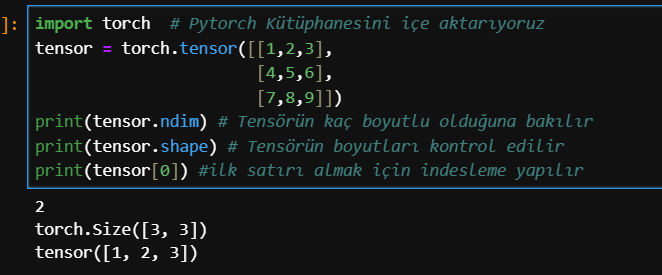 ]: import torch  # Pytorch Kütüphanesini içe aktarıyoruz
tensor = torch.tensor([[1,2,3],
[4,5,6],
[7,8,9]])
print(tensor.ndim) # Tensörün kaç boyutlu olduğuna bakılır
print(tensor.shape) # Tensörün boyutları kontrol edilir
print(tensor[0]) #ilk satırı almak için indesleme yapılır
2
torch.Size([3, 3])
tensor([1, 2, 3])